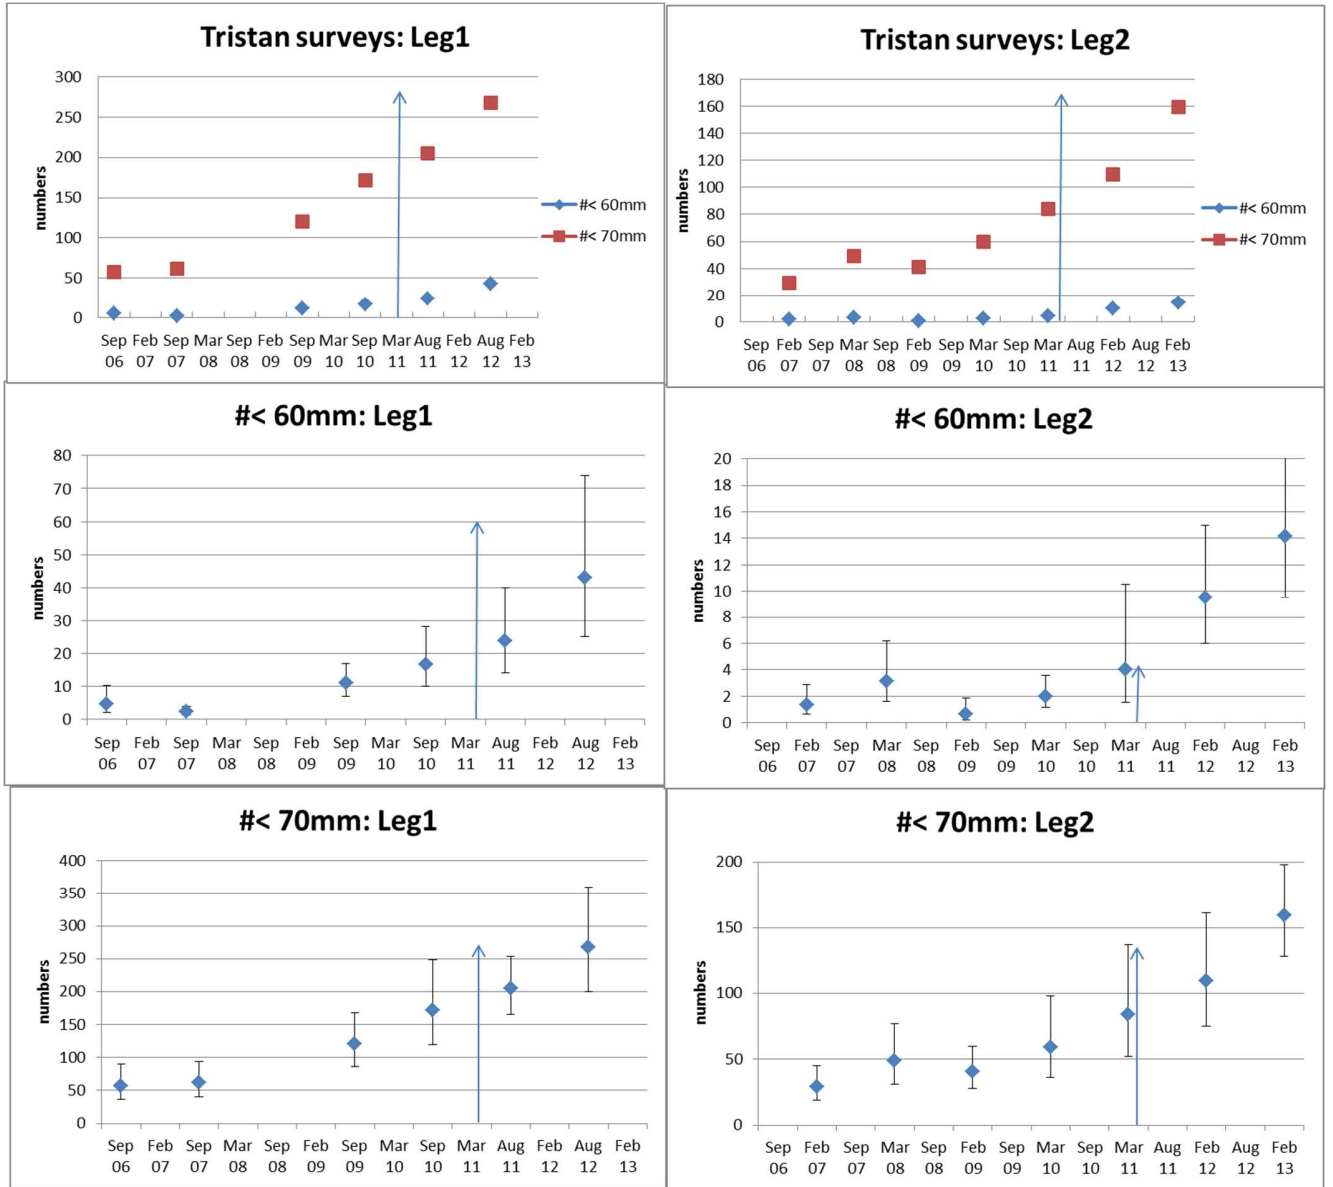 Tristan surveys: Leg1
300
250
200
150
100
50
0
numbers
Sep Feb Sep Mar Sep Feb Sep Mar Sep Mar Aug Feb Aug Feb
06 07 07 08 08 09 09 10 10 11 11 12 12 13
#< 60mm
#< 70mm
Tristan surveys: Leg2
180
160
140
120
100
80
60
40
20
0
numbers
Sep Feb Sep Mar Sep Feb Sep Mar Sep Mar Aug Feb Aug Feb
06 07 07 08 08 09 09 10 10 11 11 12 12 13
#< 60mm
#< 70mm
#< 60mm: Leg1
80
70
60
50
40
30
20
10
0
numbers
Sep Feb Sep Mar Sep Feb Sep Mar Sep Mar Aug Feb Aug Feb
06 07 07 08 08 09 09 10 10 11 11 12 12 13
#< 60mm: Leg2
20
18
16
14
12
10
8
6
4
2
0
numbers
Sep Feb Sep Mar Sep Feb Sep Mar Sep Mar Aug Feb Aug Feb
06 07 07 08 08 09 09 10 10 11 11 12 12 13
#< 70mm: Leg1
400
350
300
250
200
150
100
50
0
numbers
Sep Feb Sep Mar Sep Feb Sep Mar Sep Mar Aug Feb Aug Feb
06 07 07 08 08 09 09 10 10 11 11 12 12 13
#< 70mm: Leg2
200
150
100
50
0
numbers
Sep Feb Sep Mar Sep Feb Sep Mar Sep Mar Aug Feb Aug Feb
06 07 07 08 08 09 09 10 10 11 11 12 12 13